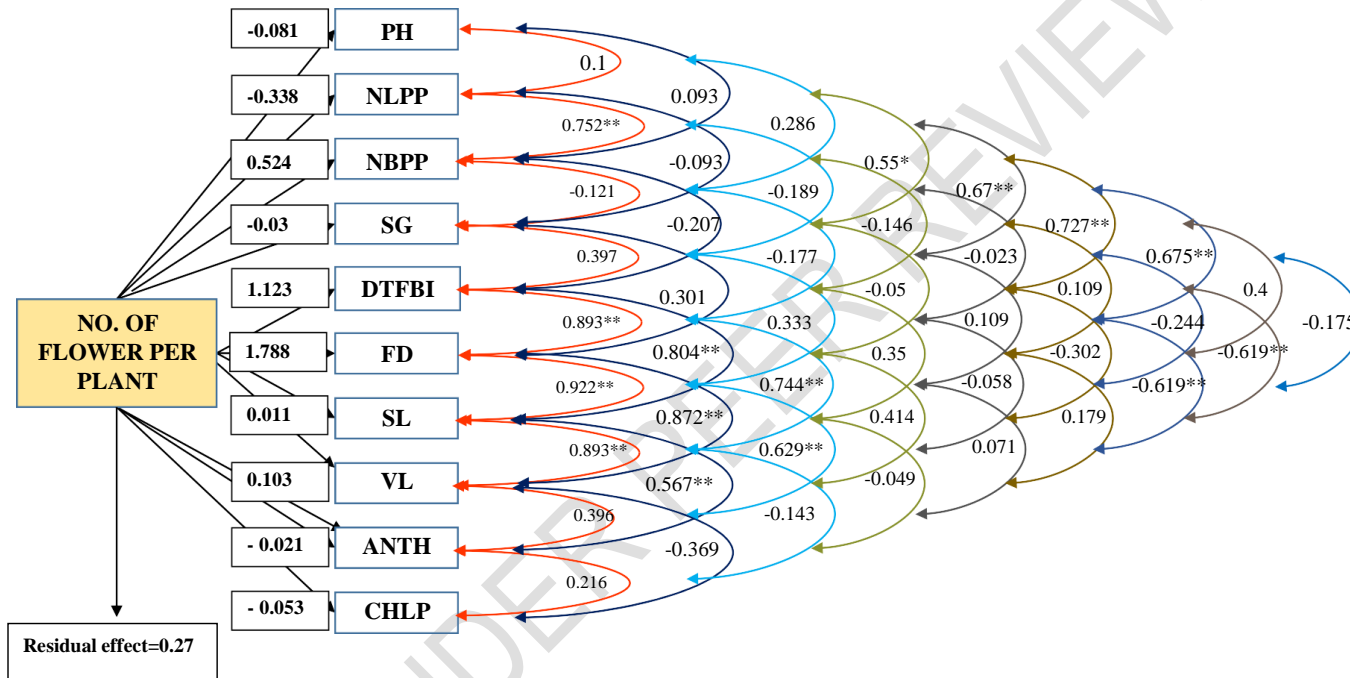 -0.081 PH
0.1
-0.338 NLPP
0.093
0.752** 0.286
0.524 NBPP
-0.093 0.55*
-0.121 -0.189 0.67**
-0.03 SG
-0.207 -0.146 0.727**
0.397 -0.177 -0.023 0.675**
1.123 DTFBI
0.301 -0.05 0.109 0.4
NO. OF
FLOWER PER
PLANT
0.893** 0.333 0.109 -0.244 -0.175
1.788 FD
0.804** 0.35 -0.302 -0.619**
0.922** 0.744** -0.058 -0.619**
0.011 SL
0.872** 0.414 0.179
0.893** 0.629** 0.071
0.103 VL
0.567** -0.049
0.396 -0.143
- 0.021 ANTH
-0.369
0.216
- 0.053 CHLP
Residual effect=0.27
NDER PEER REVIEW